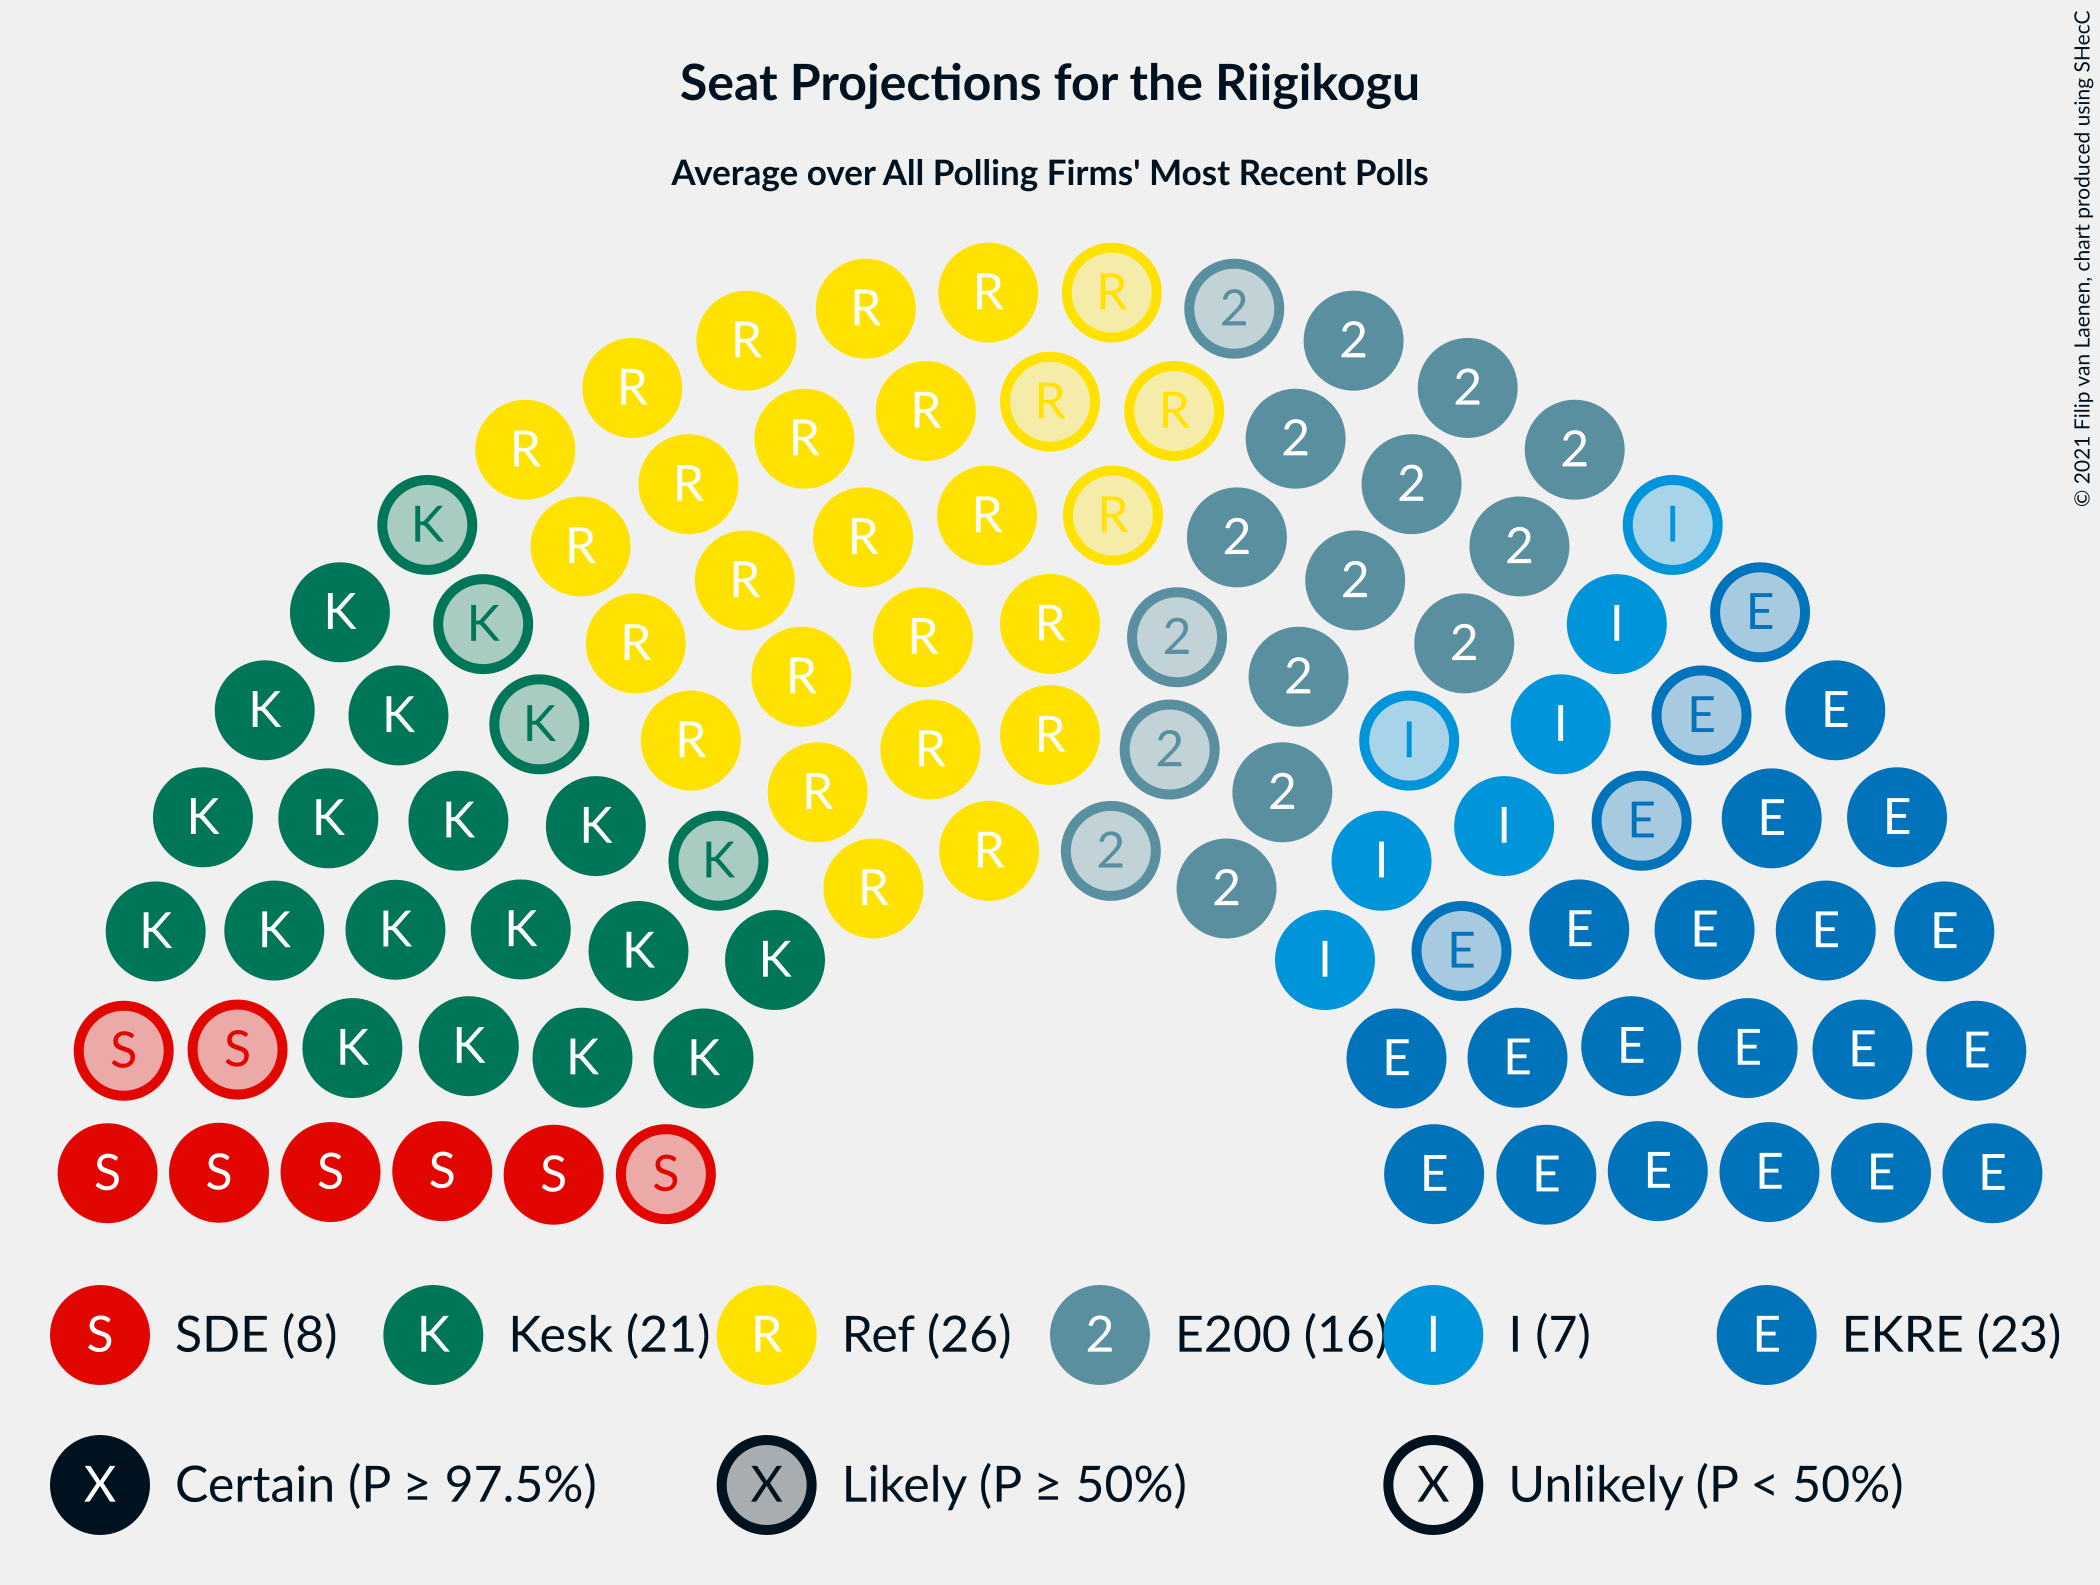 Seat Projections for the Riigikogu
Average over All Polling Firms' Most Recent Polls
© 2021 Filip van Laenen, chart produced using SHecC
R R R 2
R R 2
R R R R 2
R R 2 2
K R R 2 2 I
R R R 2 2
K K R R 2 2 I E
R R 2 2 2
K K K R R 2 I I E E
K K K K R R 2 2 I E E E
K R 2 2 I
K K K K K K R I E E E E E E
S S K K K K E E E E E E
S S S S S S E E E E E E
S SDE (8) K Kesk (21) R Ref (26) 2 E200 (16) I I (7) E EKRE (23)
X Certain (P ≥ 97.5%) X Likely (P ≥ 50%) X Unlikely (P < 50%)